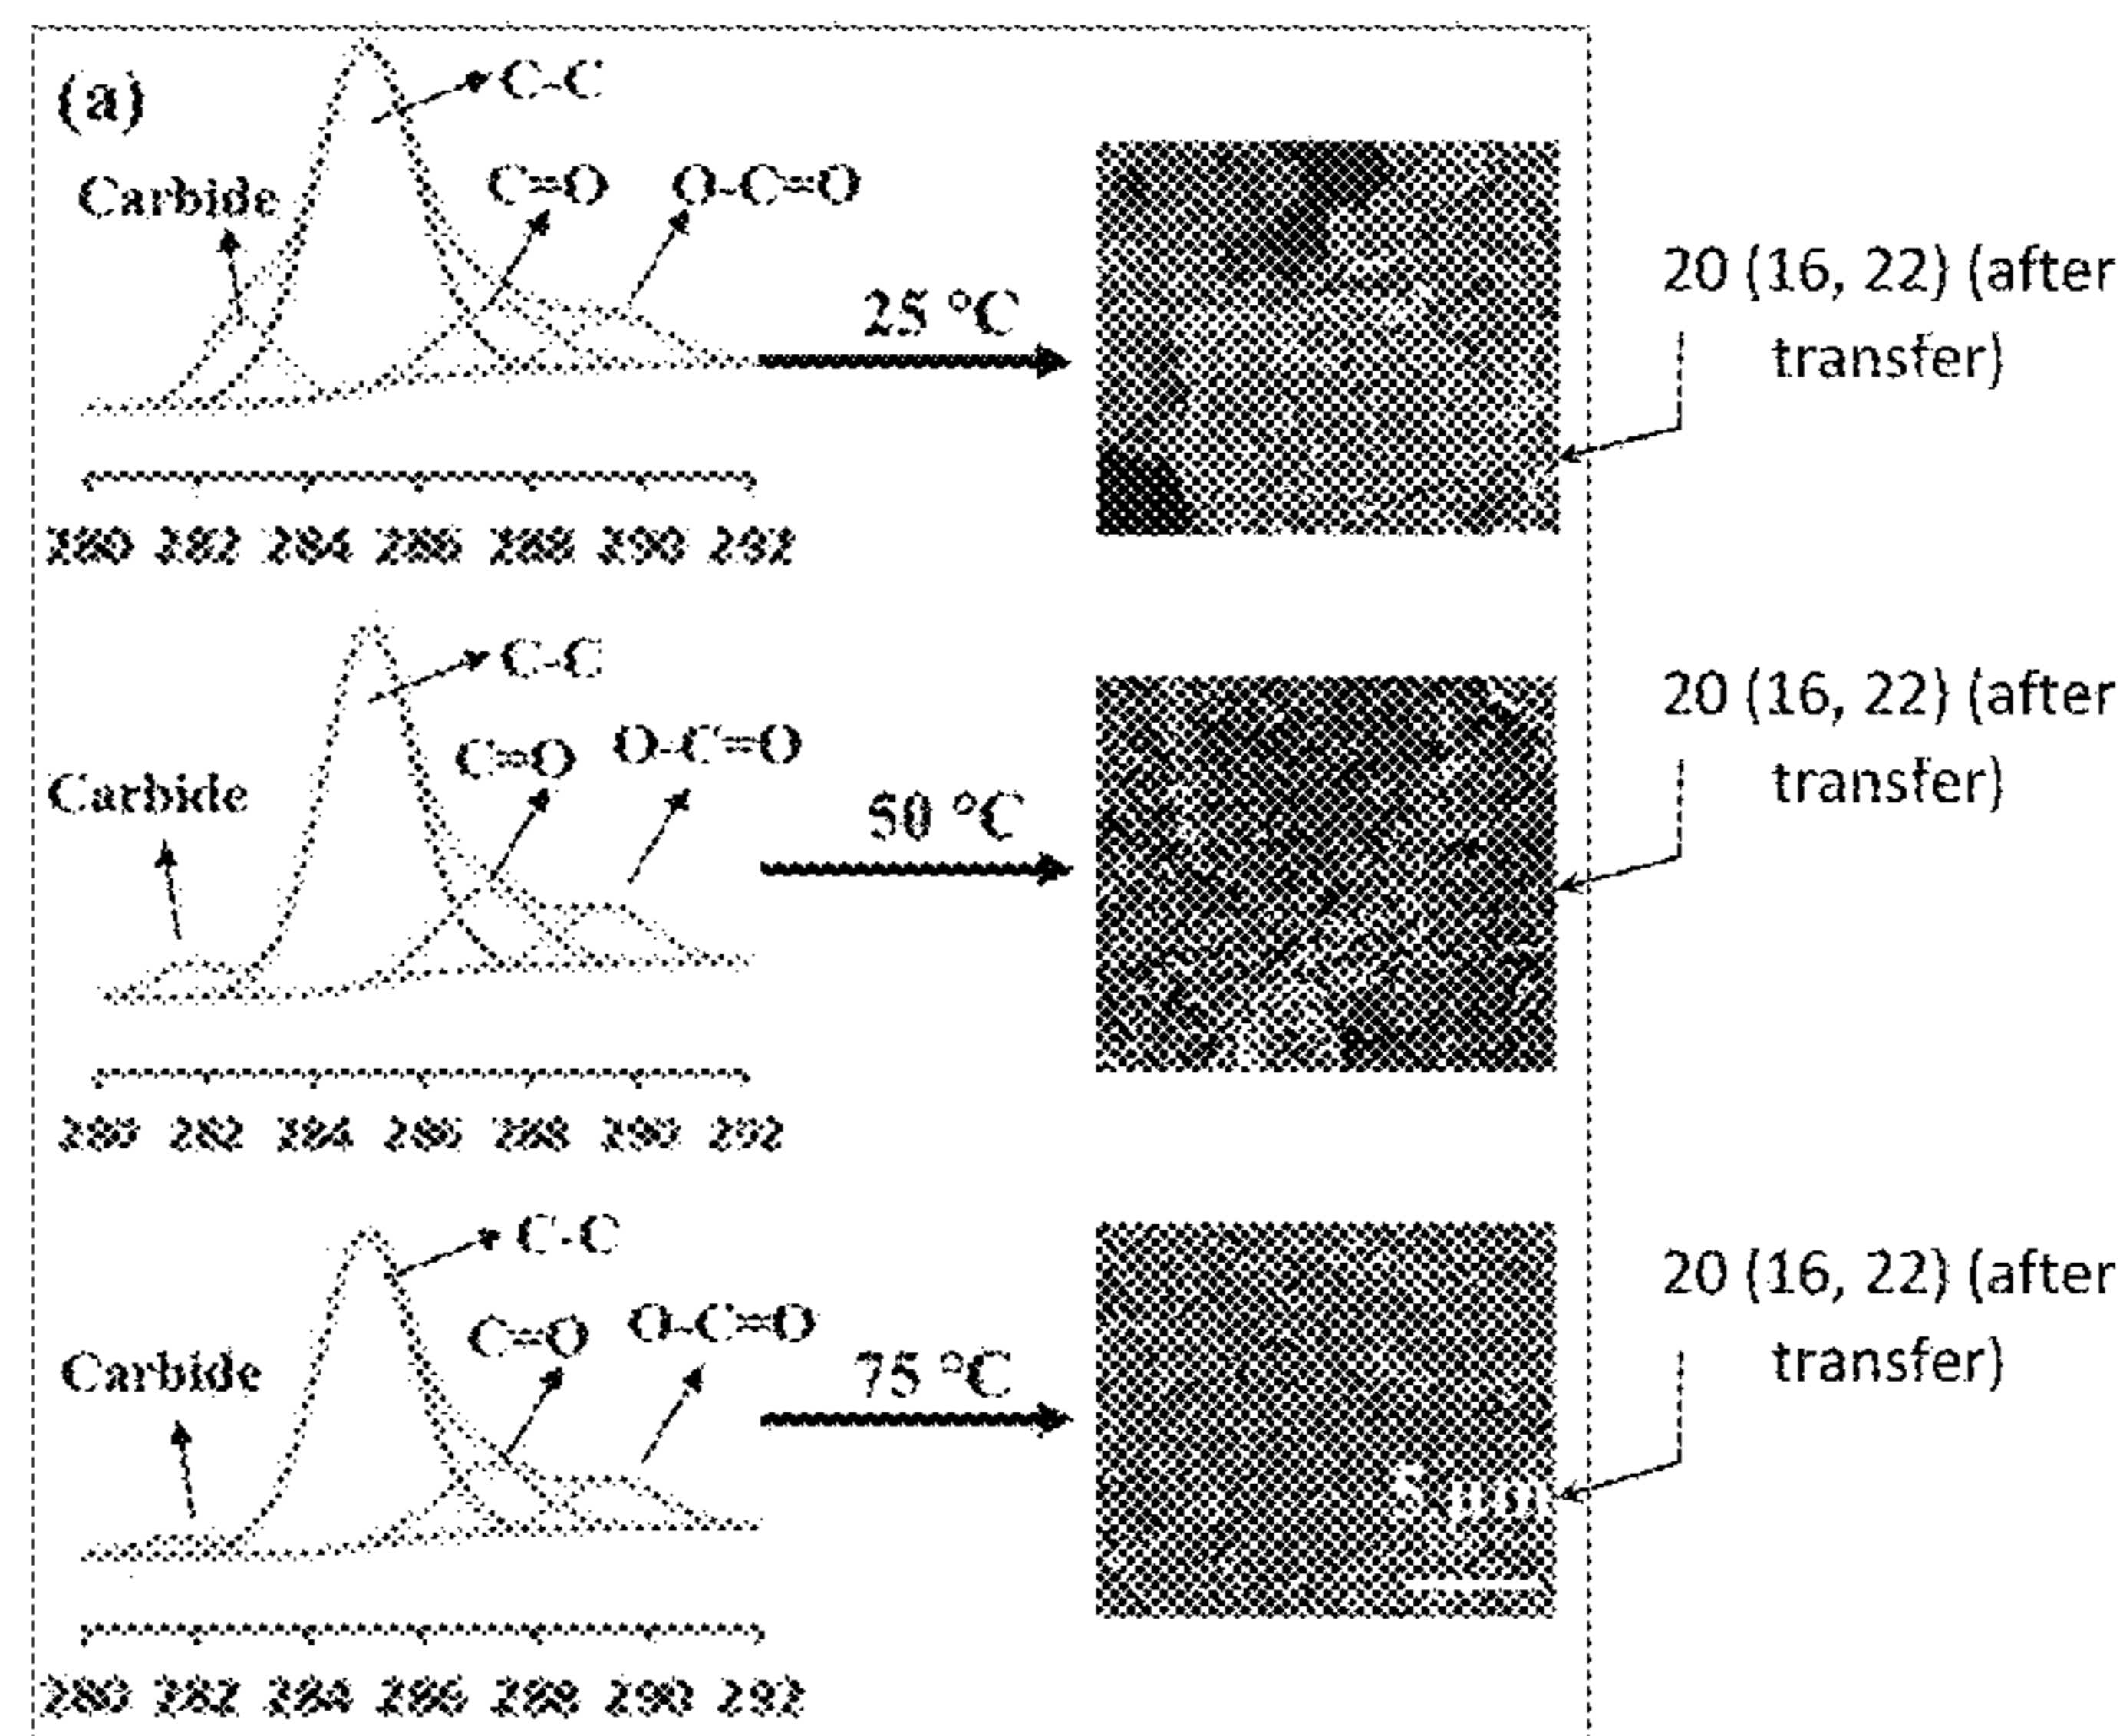 (a)
C-C
Carbide
C=O
O-C=O
25 °C
20 (16, 22) (after
transfer)
280 282 284 286 288 290 292
C-C
C=O
O-C=O
Carbide
50 °C
20 (16, 22) (after
transfer)
280 282 284 286 288 290 292
C-C
C=O
O-C=O
Carbide
75 °C
20 (16, 22) (after
transfer)
5 μm
280 282 284 286 288 290 292